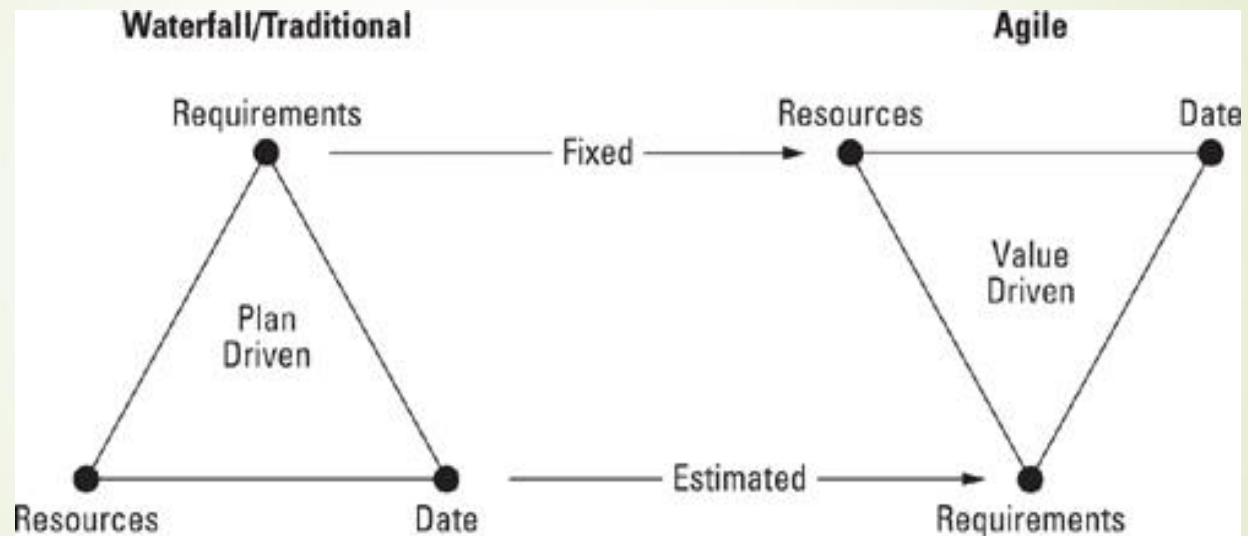 Waterfall/Traditional
Agile
Requirements
Resources
Date
Fixed
Plan
Driven
Value
Driven
Estimated
Resources
Date
Requirements